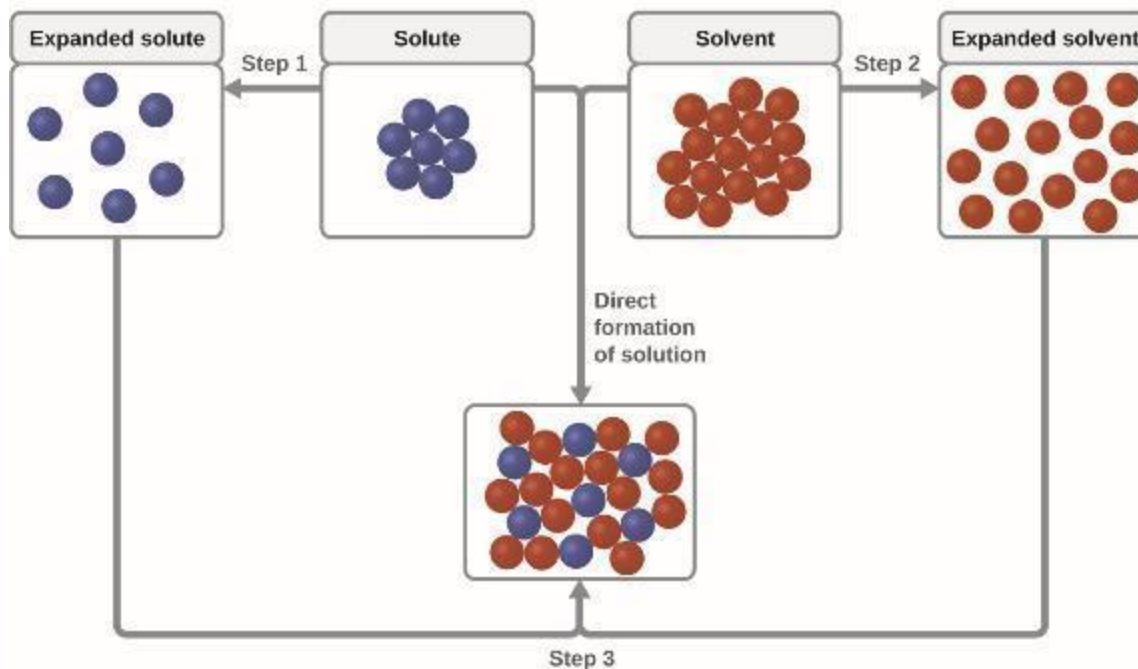 Expanded solute
Solute
Solvent
Expanded solvent
Step 1
Step 2
Direct
formation
of solution
Step 3